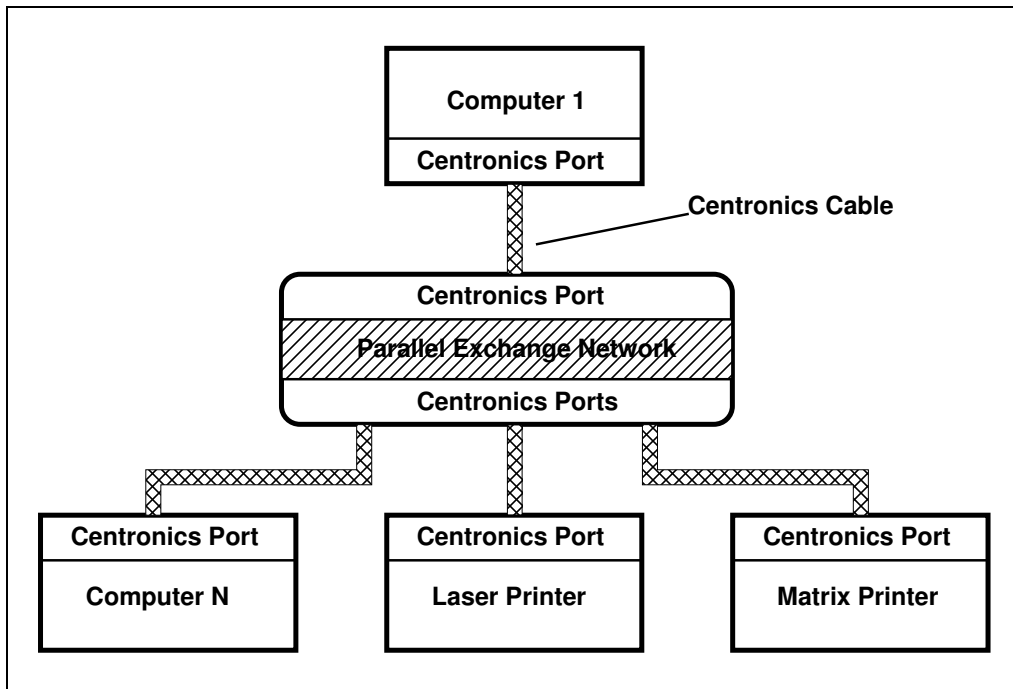 Computer 1
Centronics Port
Centronics Cable
Centronics Port
Parallel Exchange Network
Centronics Ports
Centronics Port
Computer N
Centronics Port
Laser Printer
Centronics Port
Matrix Printer